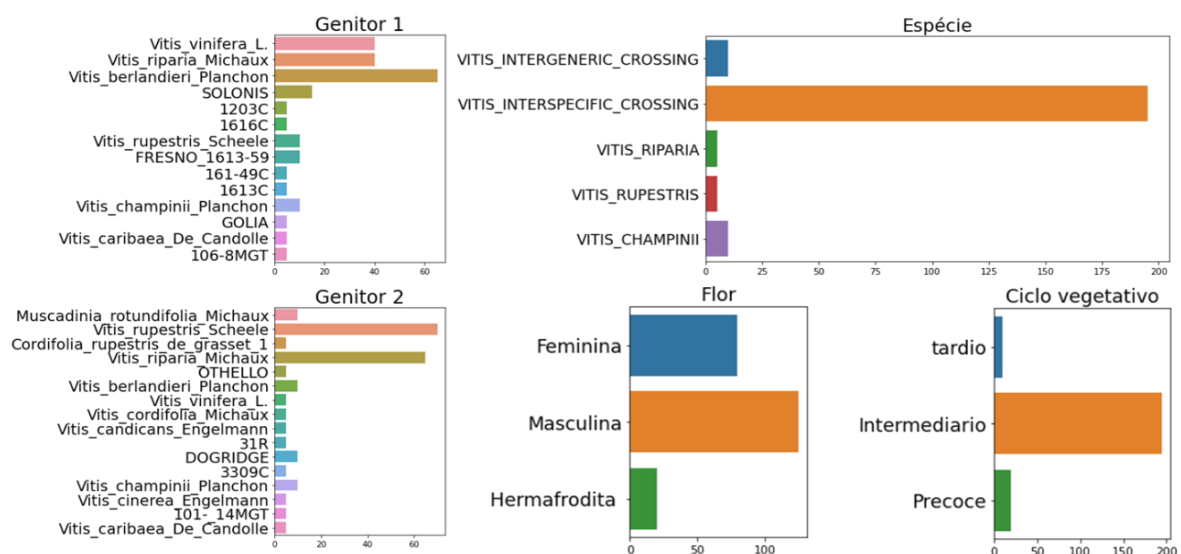 Genitor 1
Vitis_vinifera_L.
Vitis_riparia_Michaux
Vitis_berlandieri_Planchon
SOLONIS
1203C
1616C
Vitis_rupestris_Scheele
FRESNO_1613-59
161-49C
1613C
Vitis_champinii_Planchon
GOLIA
Vitis_caribaea_De_Candolle
106-8MGT
0 20 40 60
Espécie
VITIS_INTERGENERIC_CROSSING
VITIS_INTERSPECIFIC_CROSSING
VITIS_RIPARIA
VITIS_RUPESTRIS
VITIS_CHAMPINII
0 25 50 75 100 125 150 175 200
Genitor 2
Muscadinia_rotundifolia_Michaux
Vitis_rupestris_Scheele
Cordifolia_rupestris_de_grasset_1
Vitis_riparia_Michaux
OTHELLO
Vitis_berlandieri_Planchon
Vitis_vinifera_L.
Vitis_cordifolia_Michaux
Vitis_candicans_Engelmann
31R
DOGRIDGE
3309C
Vitis_champinii_Planchon
Vitis_cinerea_Engelmann
101-_14MGT
Vitis_caribaea_De_Candolle
0 20 40 60
Flor
Feminina
Masculina
Hermafrodita
0 50 100
Ciclo vegetativo
tardio
Intermediario
Precoce
0 50 100 150 200